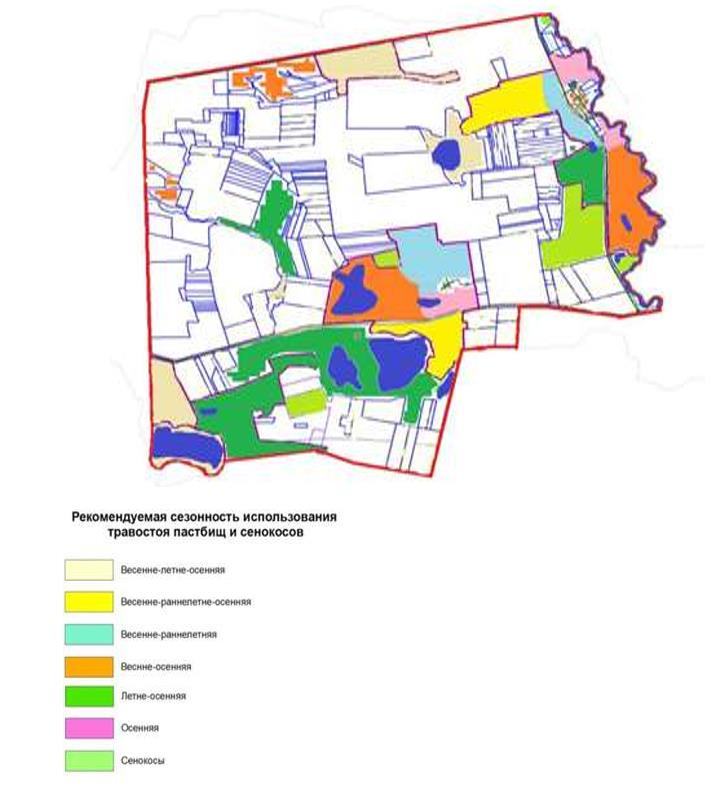 Рекомендуемая сезонность использования
травостоя пастбищ и сенокосов
Весенне-летне-осенняя
Весенне-раннелетне-осенняя
Весенне-раннелетняя
Веснне-осенняя
Летне-осенняя
Осенняя
Сенокосы